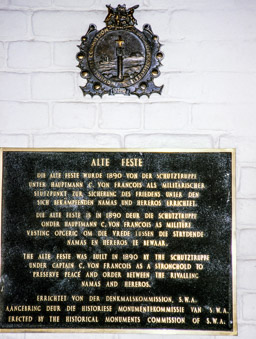 ALTE FESTE
DIE ALTE FESTE WURDE 1890 VON DER SCHUTZTRUPPE
UNTER HAUPTMANN C. VON FRANCOIS ALS MILITÄRISCHER
STÜTZPUNKT ZUR SICHERUNG DES FRIEDENS UNTER DEN
SICH BEKÄMPFENDEN NAMAS UND HEREROS ERRICHTET.
DIE ALTE FESTE IS IN 1890 DEUR DIE SCHUTZTRUPPE
ONDER HAUPTMANN C. VON FRANCOIS AS MILITÊRE
VESTING OPGERIG OM DIE VREDE TUSSEN DIE STRYDENDE
NAMAS EN HEREROS TE BEWAAR.
THE ALTE FESTE WAS BUILT IN 1890 BY THE SCHUTZTRUPPE
UNDER CAPTAIN C. VON FRANCOIS AS A STRONGHOLD TO
PRESERVE PEACE AND ORDER BETWEEN THE RIVALLING
NAMAS AND HEREROS.
ERRICHTET VON DER DENKMALSKOMMISSION, S.W.A.
AANGEBRING DEUR DIE HISTORIESE MONUMENTEKOMMISSIE VAN S.W.A.
ERECTED BY THE HISTORICAL MONUMENTS COMMISSION OF S.W.A.